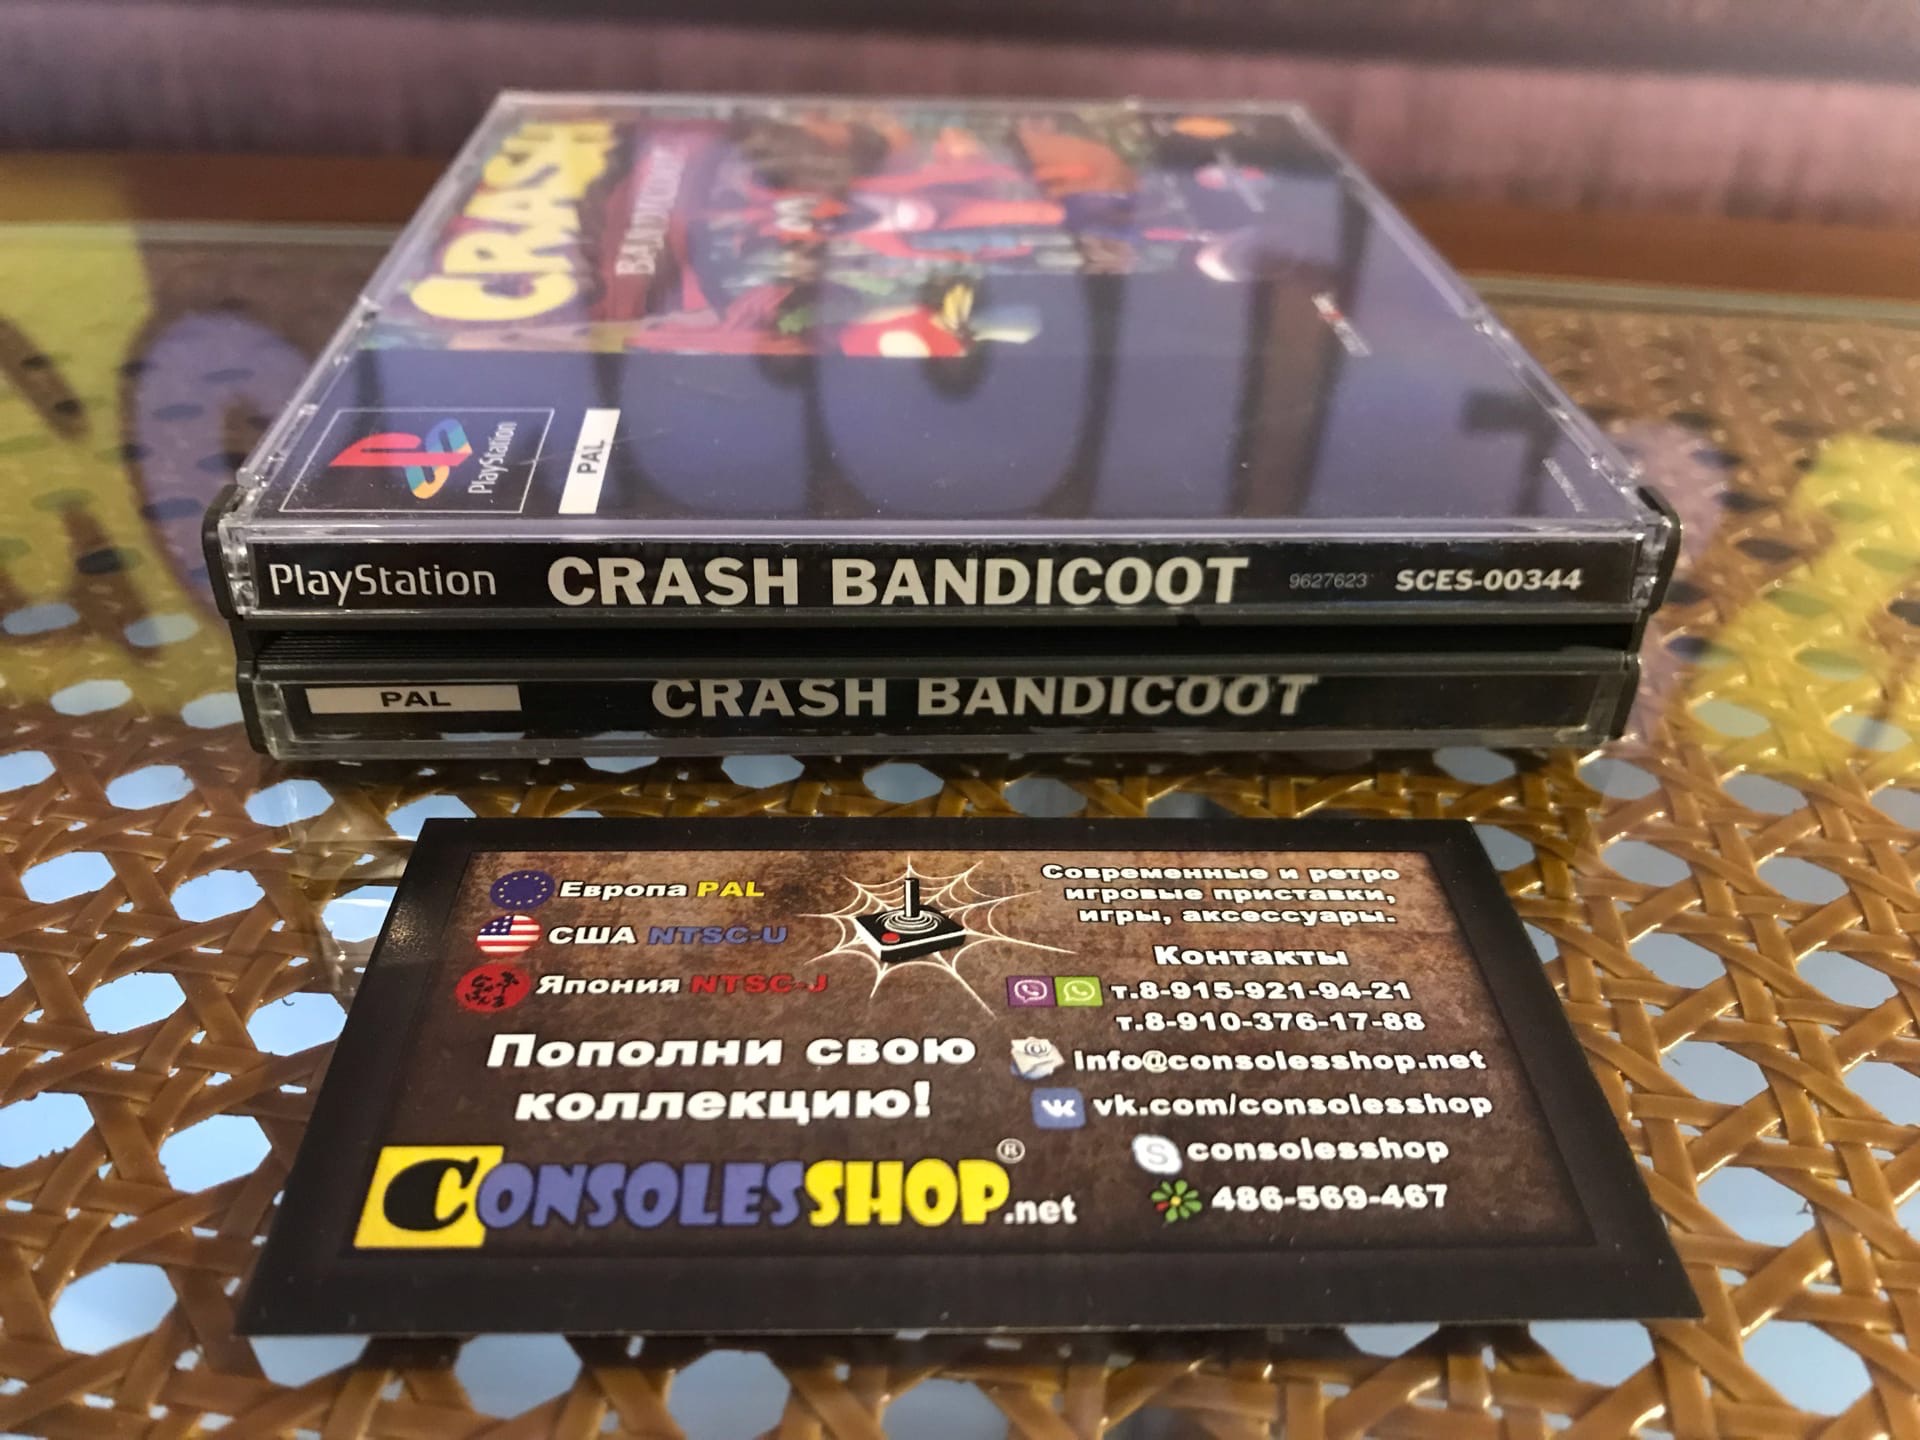 CRASH
BANDICOOT
PlayStation
PAL
PlayStation CRASH BANDICOOT 9627623 SCES-00344
PAL CRASH BANDICOOT
Европа PAL
США NTSC-U
Япония NTSC-J
Пополни свою
коллекцию!
CONSOLESSHOP.net ®
Современные и ретро
игровые приставки,
игры, аксессуары.
Контакты
т.8-915-921-94-21
т.8-910-376-17-88
info@consolesshop.net
vk.com/consolesshop
consolesshop
486-569-467